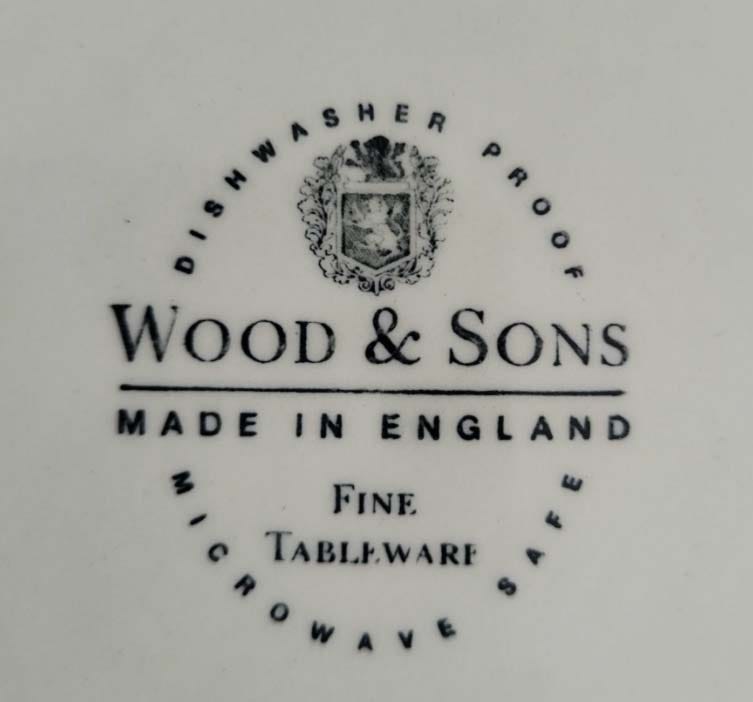 DISHWASHER PROOF
WOOD & SONS
MADE IN ENGLAND
FINE
TABLEWARE
MICROWAVE SAFE